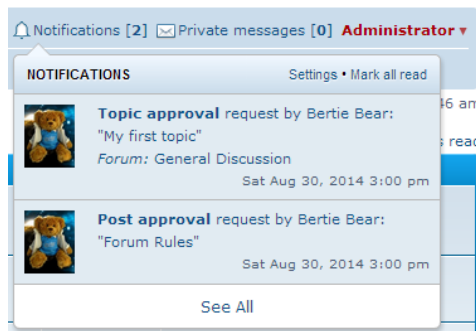 Notifications [2] Private messages [0] Administrator ▾
NOTIFICATIONS Settings • Mark all read
46 am
Topic approval request by Bertie Bear:
"My first topic"
Forum: General Discussion
Sat Aug 30, 2014 3:00 pm
Post approval request by Bertie Bear:
"Forum Rules"
Sat Aug 30, 2014 3:00 pm
See All